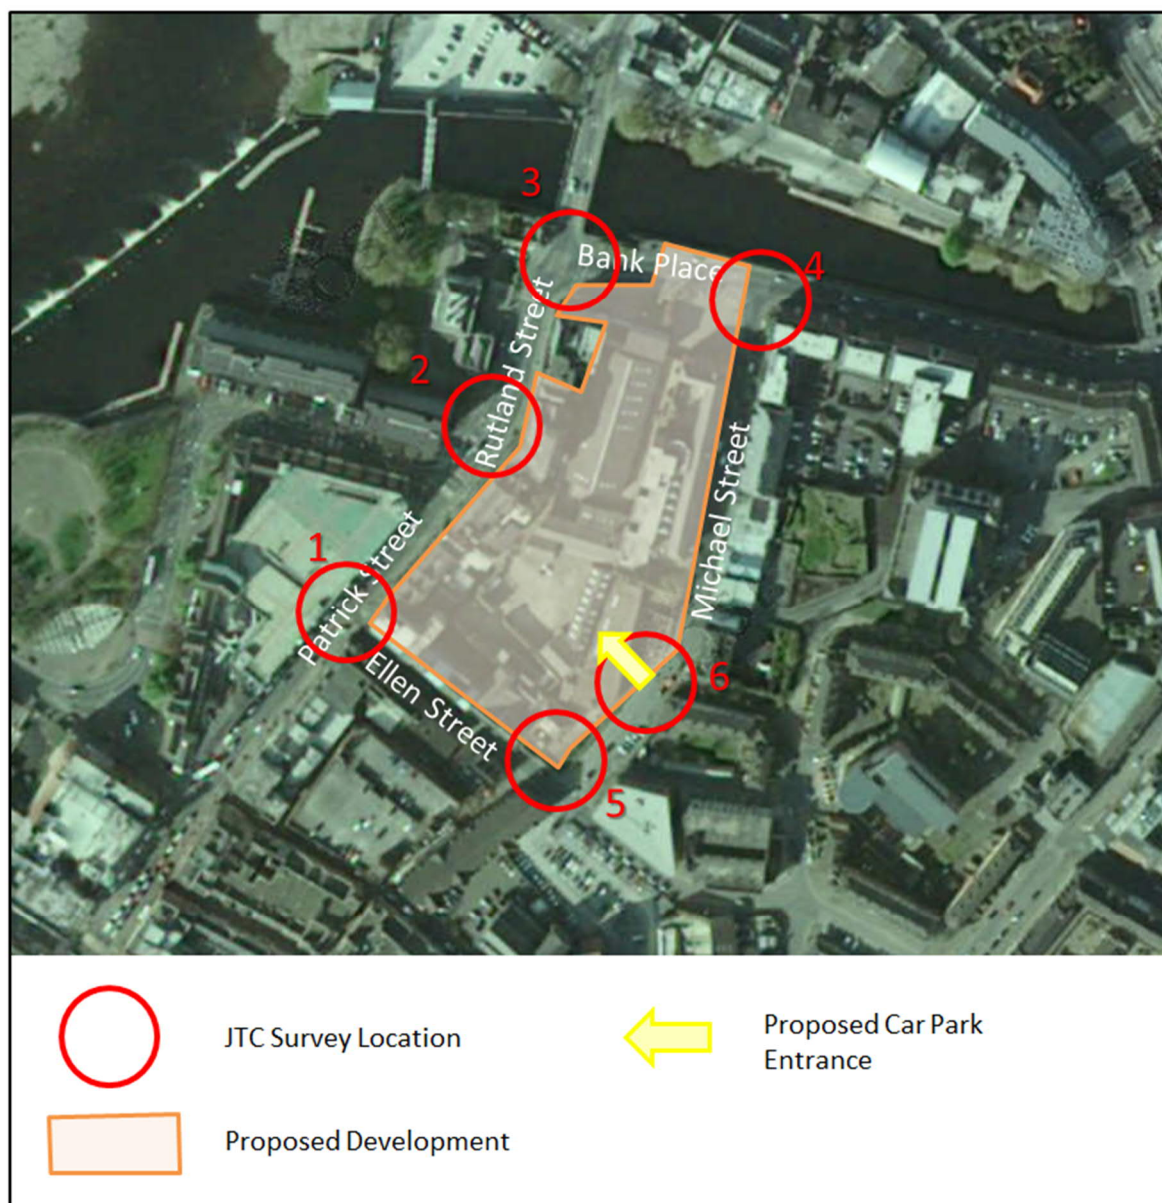 3
Bank Place
4
Rutland Street
2
Michael Street
1
Patrick Street
Ellen Street
6
5
JTC Survey Location
Proposed Car Park
Entrance
Proposed Development